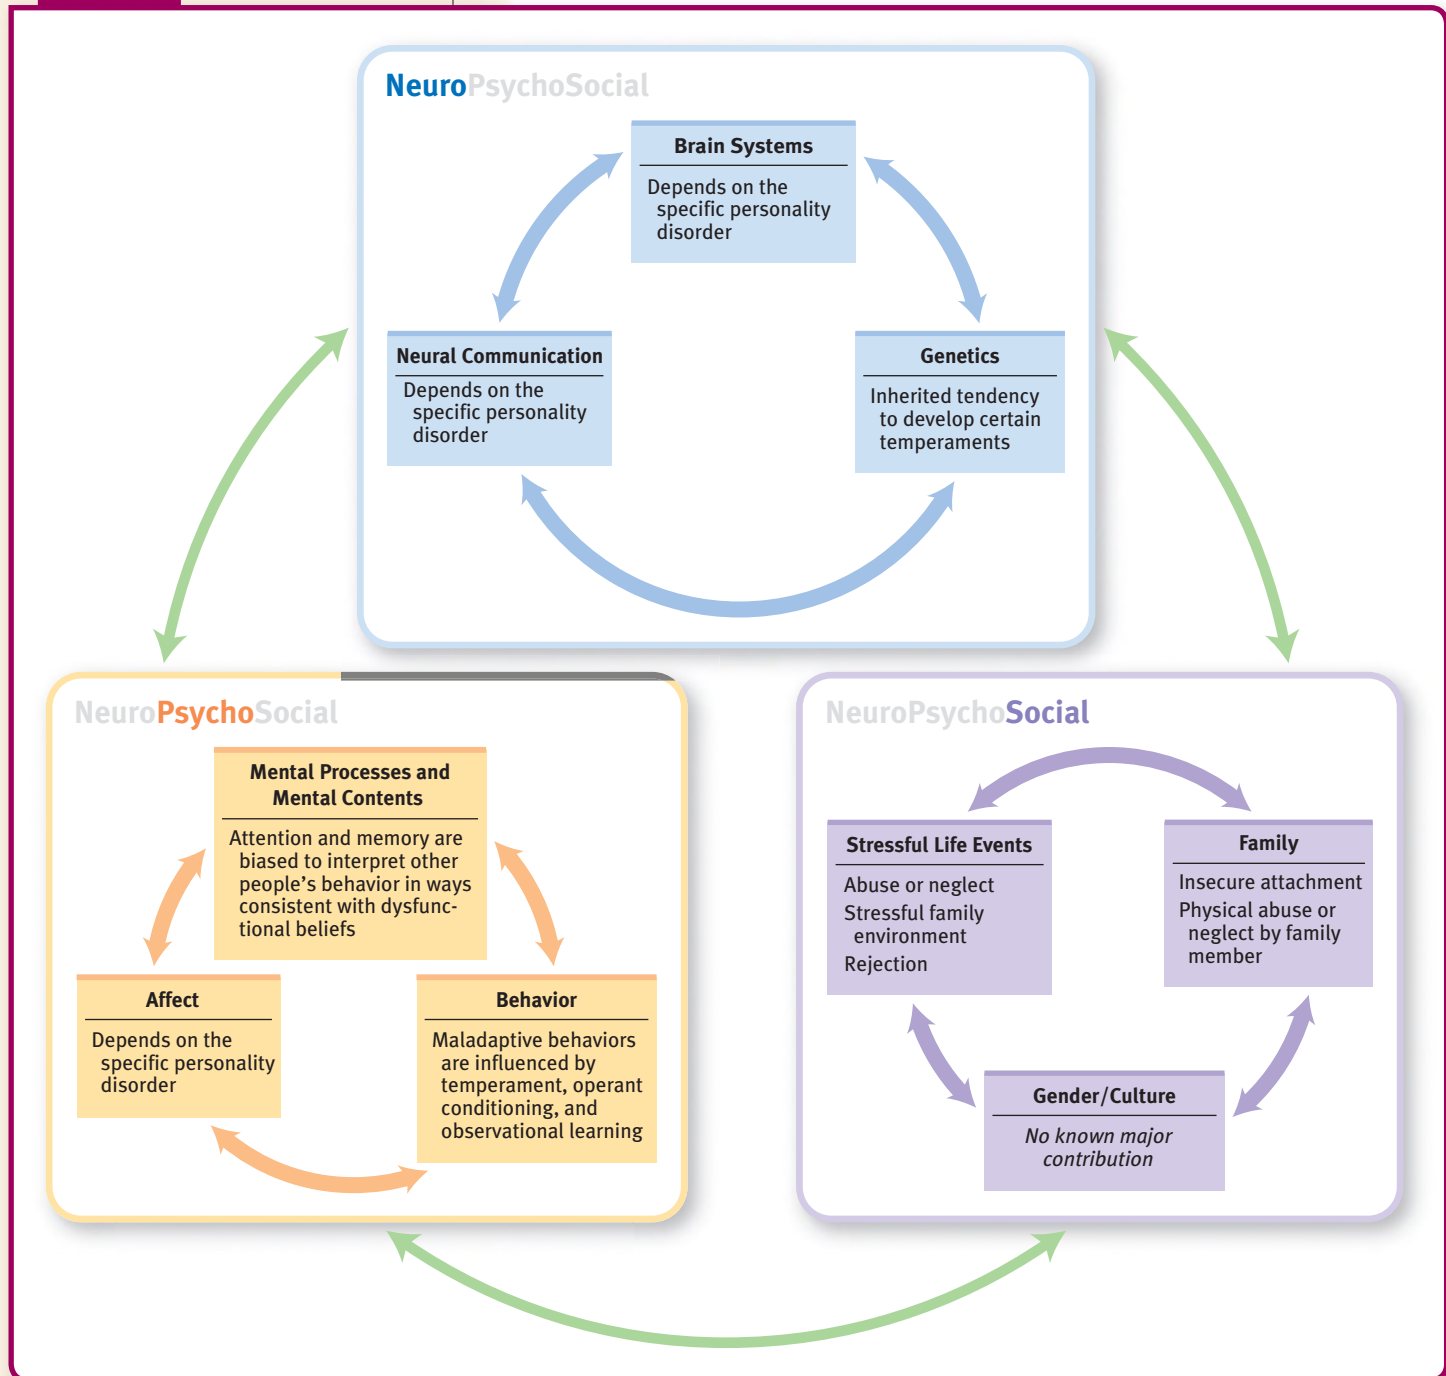 NeuroPsychoSocial
Brain Systems
Depends on the
specific personality
disorder
Neural Communication
Depends on the
specific personality
disorder
Genetics
Inherited tendency
to develop certain
temperaments
NeuroPsychoSocial
Mental Processes and
Mental Contents
Attention and memory are
biased to interpret other
people’s behavior in ways
consistent with dysfunc-
tional beliefs
Affect
Depends on the
specific personality
disorder
Behavior
Maladaptive behaviors
are influenced by
temperament, operant
conditioning, and
observational learning
NeuroPsychoSocial
Stressful Life Events
Abuse or neglect
Stressful family
environment
Rejection
Family
Insecure attachment
Physical abuse or
neglect by family
member
Gender/Culture
No known major
contribution